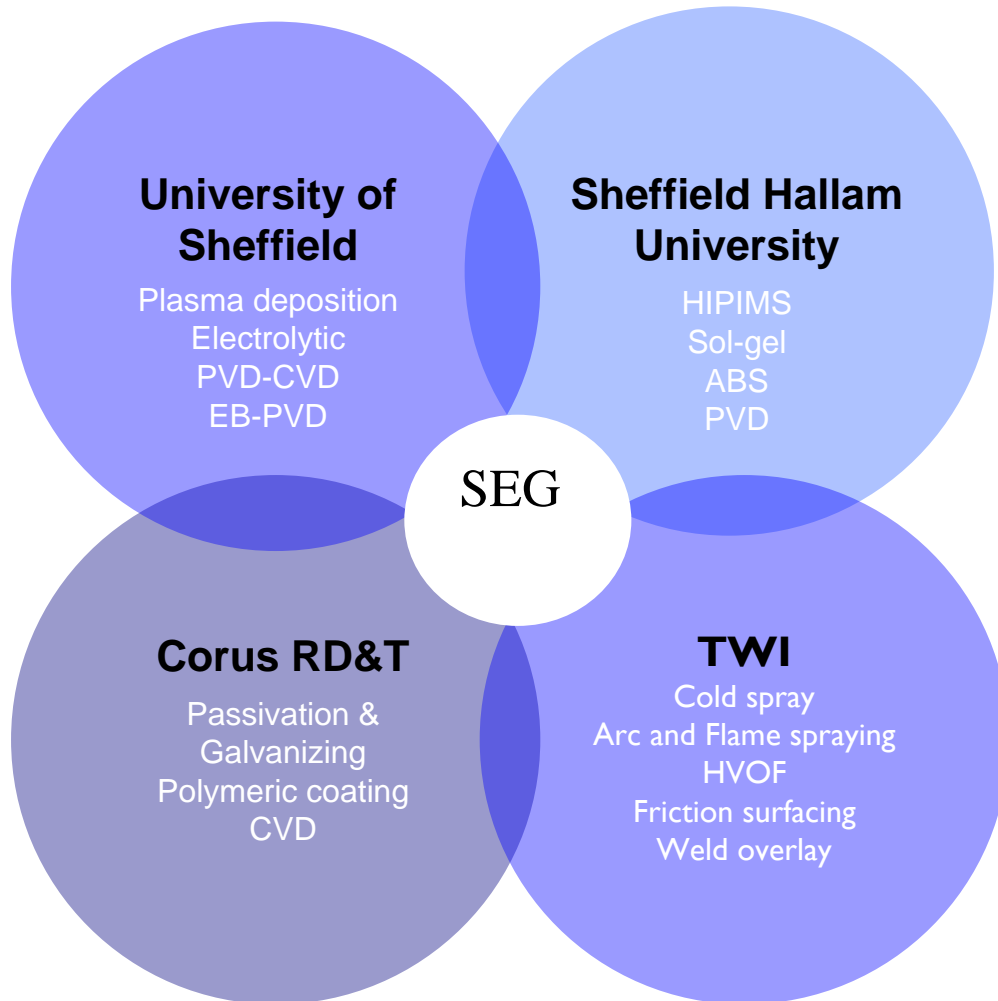 University of
Sheffield
Plasma deposition
Electrolytic
PVD-CVD
EB-PVD
Sheffield Hallam
University
HIPIMS
Sol-gel
ABS
PVD
SEG
Corus RD&T
Passivation &
Galvanizing
Polymeric coating
CVD
TWI
Cold spray
Arc and Flame spraying
HVOF
Friction surfacing
Weld overlay